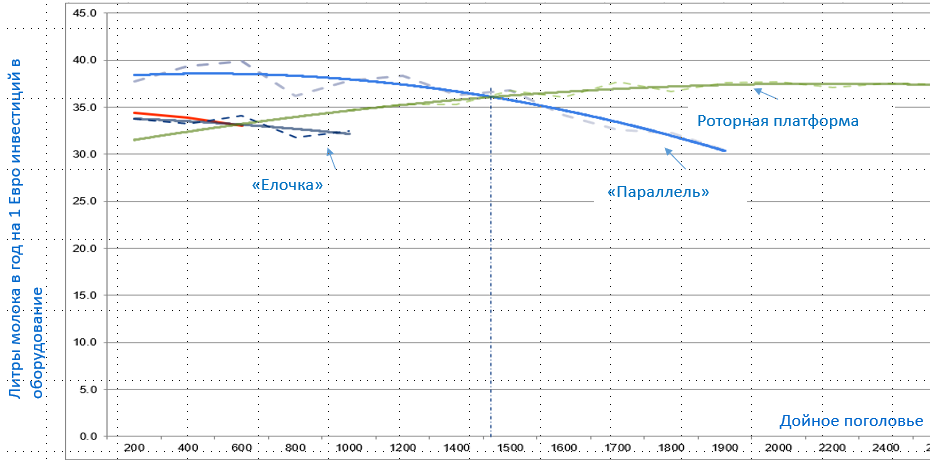 Литры молока в год на 1 Евро инвестиций в
оборудование
45.0
40.0
35.0
30.0
25.0
20.0
15.0
10.0
5.0
0.0
Роторная платформа
«Елочка»
«Параллель»
Дойное поголовье
200 400 600 800 1000 1200 1400 1500 1600 1700 1800 1900 2000 2200 2400